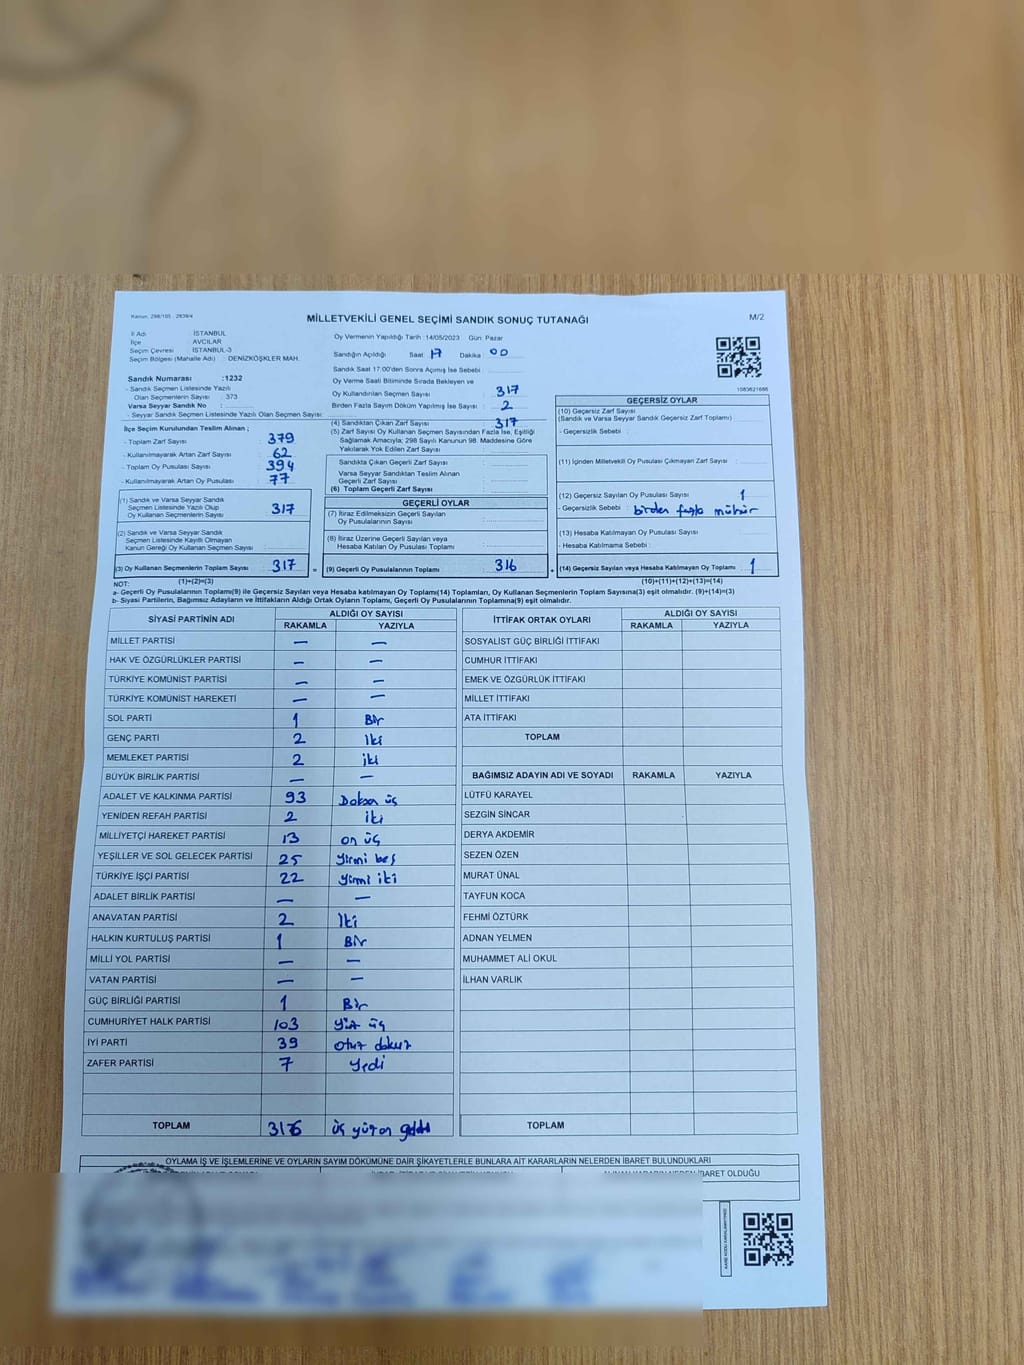 Kanun: 298/105 - 2839/4
MİLLETVEKİLİ GENEL SEÇİMİ SANDIK SONUÇ TUTANAĞI
M/2
İl Adı : İSTANBUL
İlçe : AVCILAR
Seçim Çevresi : İSTANBUL-3
Seçim Bölgesi (Mahalle Adı) : DENİZKÖŞKLER MAH.
Oy Vermenin Yapıldığı Tarih :14/05/2023 Gün: Pazar
Sandığın Açıldığı Saat 17 Dakika : 00
Sandık Saat 17.00'den Sonra Açılmış İse Sebebi :
1083621686
Sandık Numarası :1232
- Sandık Seçmen Listesinde Yazılı
Olan Seçmenlerin Sayısı : 373
Varsa Seyyar Sandık No :
- Seyyar Sandık Seçmen Listesinde Yazılı Olan Seçmen Sayısı:
Oy Verme Saati Bitiminde Sırada Bekleyen ve
Oy Kullandırılan Seçmen Sayısı : 317
Birden Fazla Sayım Döküm Yapılmış İse Sayısı : 2
(4) Sandıktan Çıkan Zarf Sayısı : 317
(5) Zarf Sayısı Oy Kullanan Seçmen Sayısından Fazla İse, Eşitliği
Sağlamak Amacıyla; 298 Sayılı Kanunun 98. Maddesine Göre
Yakılarak Yok Edilen Zarf Sayısı :
İlçe Seçim Kurulundan Teslim Alınan ;
- Toplam Zarf Sayısı : 379
- Kullanılmayarak Artan Zarf Sayısı : 62
- Toplam Oy Pusulası Sayısı : 394
- Kullanılmayarak Artan Oy Pusulası Sayısı : 77
Sandıkta Çıkan Geçerli Zarf Sayısı :
Varsa Seyyar Sandıktan Teslim Alınan
Geçerli Zarf Sayısı :
(6) Toplam Geçerli Zarf Sayısı :
GEÇERSİZ OYLAR
(10) Geçersiz Zarf Sayısı
(Sandık ve Varsa Seyyar Sandık Geçersiz Zarf Toplamı) :
- Geçersizlik Sebebi :
(11) İçinden Milletvekili Oy Pusulası Çıkmayan Zarf Sayısı :
(12) Geçersiz Sayılan Oy Pusulası Sayısı : 1
- Geçersizlik Sebebi : birden fazla mühür
(13) Hesaba Katılmayan Oy Pusulası Sayısı :
- Hesaba Katılmama Sebebi :
(1) Sandık ve Varsa Seyyar Sandık
Seçmen Listesinde Yazılı Olup
Oy Kullanan Seçmenlerin Sayısı : 317
(2) Sandık ve Varsa Seyyar Sandık
Seçmen Listesinde Kayıtlı Olmayan
Kanun Gereği Oy Kullanan Seçmen Sayısı :
GEÇERLİ OYLAR
(7) İtiraz Edilmeksizin Geçerli Sayılan
Oy Pusulalarının Sayısı :
(8) İtiraz Üzerine Geçerli Sayılan veya
Hesaba Katılan Oy Pusulası Toplamı :
(3) Oy Kullanan Seçmenlerin Toplam Sayısı : 317 = (9) Geçerli Oy Pusulalarının Toplamı 316 + (14) Geçersiz Sayılan veya Hesaba Katılmayan Oy Toplamı 1
NOT: (1)+(2)=(3) (10)+(11)+(12)+(13)=(14)
a- Geçerli Oy Pusulalarının Toplamı(9) ile Geçersiz Sayılan veya Hesaba katılmayan Oy Toplamı(14) Toplamları, Oy Kullanan Seçmenlerin Toplam Sayısına(3) eşit olmalıdır. (9)+(14)=(3)
b- Siyasi Partilerin, Bağımsız Adayların ve İttifakların Aldığı Ortak Oyların Toplamı, Geçerli Oy Pusulalarının Toplamına(9) eşit olmalıdır.
SİYASİ PARTİNİN ADI ALDIĞI OY SAYISI
RAKAMLA YAZIYLA
MİLLET PARTİSİ — —
HAK VE ÖZGÜRLÜKLER PARTİSİ — —
TÜRKİYE KOMÜNİST PARTİSİ — —
TÜRKİYE KOMÜNİST HAREKETİ — —
SOL PARTİ 1 Bir
GENÇ PARTİ 2 İki
MEMLEKET PARTİSİ 2 iki
BÜYÜK BİRLİK PARTİSİ — —
ADALET VE KALKINMA PARTİSİ 93 Doksan üç
YENİDEN REFAH PARTİSİ 2 iki
MİLLİYETÇİ HAREKET PARTİSİ 13 on üç
YEŞİLLER VE SOL GELECEK PARTİSİ 25 Yirmi beş
TÜRKİYE İŞÇİ PARTİSİ 22 Yirmi iki
ADALET BİRLİK PARTİSİ — —
ANAVATAN PARTİSİ 2 İki
HALKIN KURTULUŞ PARTİSİ 1 Bir
MİLLİ YOL PARTİSİ — —
VATAN PARTİSİ — —
GÜÇ BİRLİĞİ PARTİSİ 1 Bir
CUMHURİYET HALK PARTİSİ 103 yüz üç
İYİ PARTİ 39 otuz dokuz
ZAFER PARTİSİ 7 Yedi
TOPLAM üç yüz on
İTTİFAK ORTAK OYLARI ALDIĞI OY SAYISI
RAKAMLA YAZIYLA
SOSYALİST GÜÇ BİRLİĞİ İTTİFAKI
CUMHUR İTTİFAKI
EMEK VE ÖZGÜRLÜK İTTİFAKI
MİLLET İTTİFAKI
ATA İTTİFAKI
TOPLAM
BAĞIMSIZ ADAYIN ADI VE SOYADI RAKAMLA YAZIYLA
LÜTFÜ KARAYEL
SEZGİN SİNCAR
DERYA AKDEMİR
SEZEN ÖZEN
MURAT ÜNAL
TAYFUN KOCA
FEHMİ ÖZTÜRK
ADNAN YELMEN
MUHAMMET ALİ OKUL
İLHAN VARLIK
TOPLAM
OYLAMA İŞ VE İŞLEMLERİNE VE OYLARIN SAYIM DÖKÜMÜNE DAİR ŞİKAYETLERLE BUNLARA AİT KARARLARIN NELERDEN İBARET BULUNDUKLARI